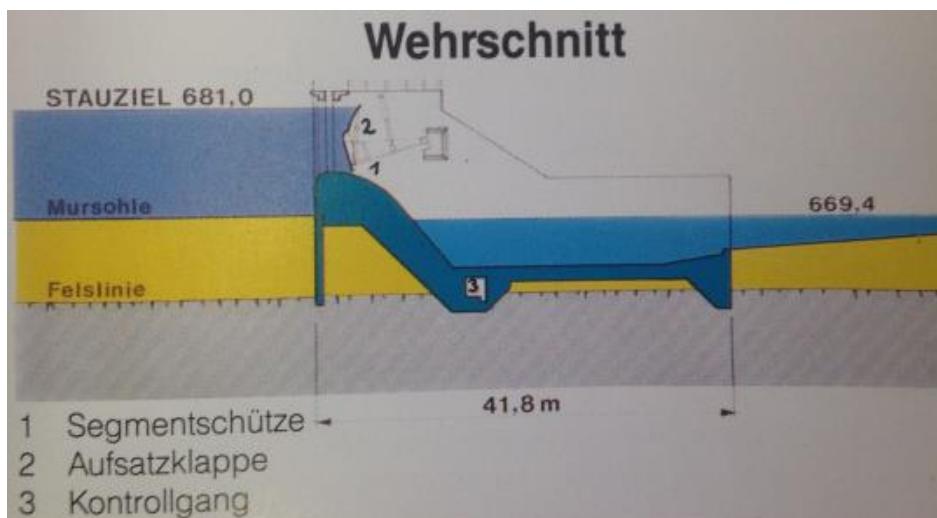 Wehrschnitt
STAUZIEL 681,0
2
1
Mursohle
669,4
3
Felslinie
41,8 m
1 Segmentschütze
2 Aufsatzklappe
3 Kontrollgang